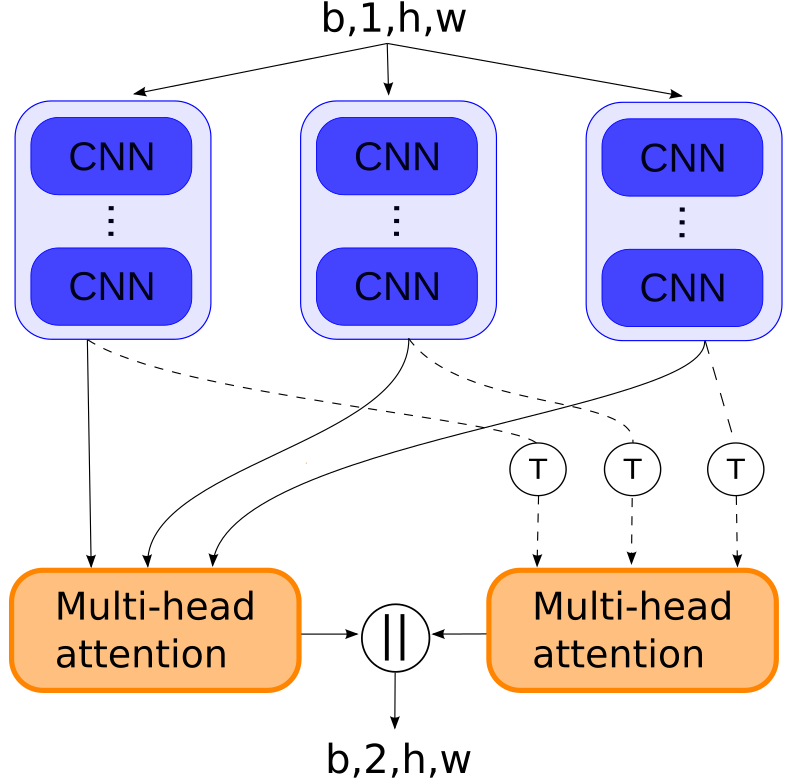 b,1,h,w
CNN
CNN
CNN
CNN
CNN
CNN
T
T
T
Multi-head
attention
||
Multi-head
attention
b,2,h,w